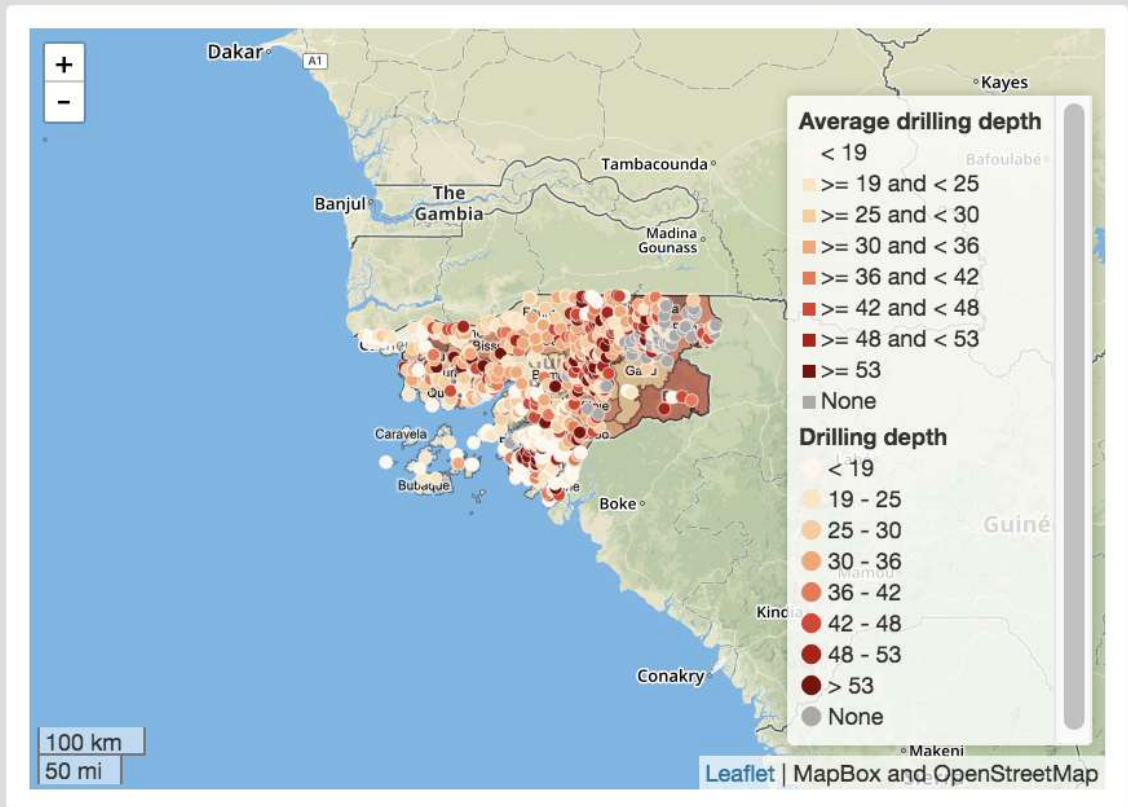 +
-
Dakar
A1
Kayes
Average drilling depth
< 19
Bafoulabé
>= 19 and < 25
>= 25 and < 30
>= 30 and < 36
>= 36 and < 42
>= 42 and < 48
>= 48 and < 53
>= 53
None
Tambacounda
Banjul
The
Gambia
Madina
Gounass
Drilling depth
< 19
19 - 25
25 - 30
30 - 36
36 - 42
42 - 48
48 - 53
> 53
None
Caravela
Bubaque
Boke
Guiné
Mamou
Kindia
Conakry
100 km
50 mi
Makeni
Leaflet | MapBox and OpenStreetMap